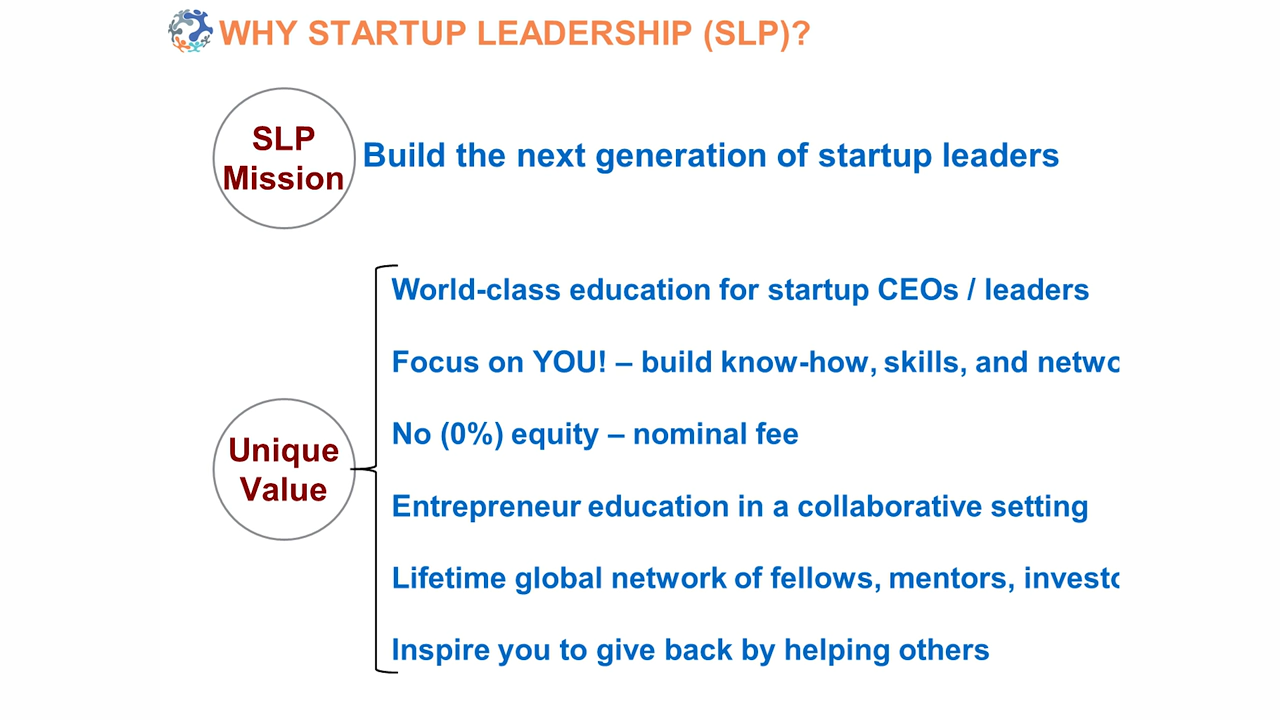 WHY STARTUP LEADERSHIP (SLP)?
SLP
Mission
Build the next generation of startup leaders
World-class education for startup CEOs / leaders
Focus on YOU! – build know-how, skills, and netwo
No (0%) equity – nominal fee
Unique
Value
Entrepreneur education in a collaborative setting
Lifetime global network of fellows, mentors, investo
Inspire you to give back by helping others